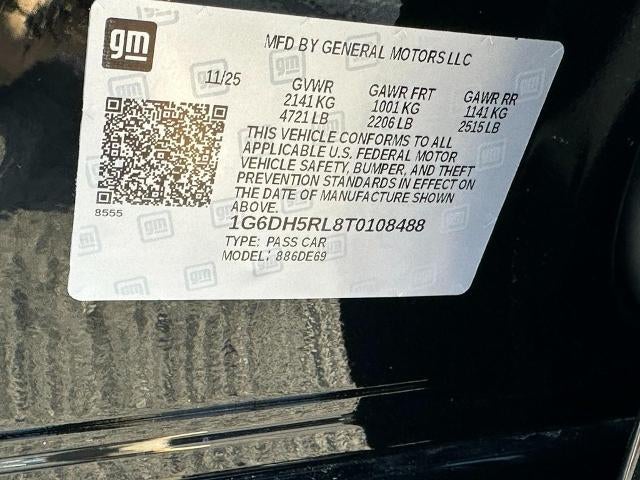 gm
MFD BY GENERAL MOTORS LLC
11/25 GVWR GAWR FRT GAWR RR
2141 KG 1001 KG 1141 KG
4721 LB 2206 LB 2515 LB
THIS VEHICLE CONFORMS TO ALL
APPLICABLE U.S. FEDERAL MOTOR
VEHICLE SAFETY, BUMPER, AND THEFT
PREVENTION STANDARDS IN EFFECT ON
THE DATE OF MANUFACTURE SHOWN
ABOVE.
8555
1G6DH5RL8T0108488
TYPE: PASS CAR
MODEL: 886DE69